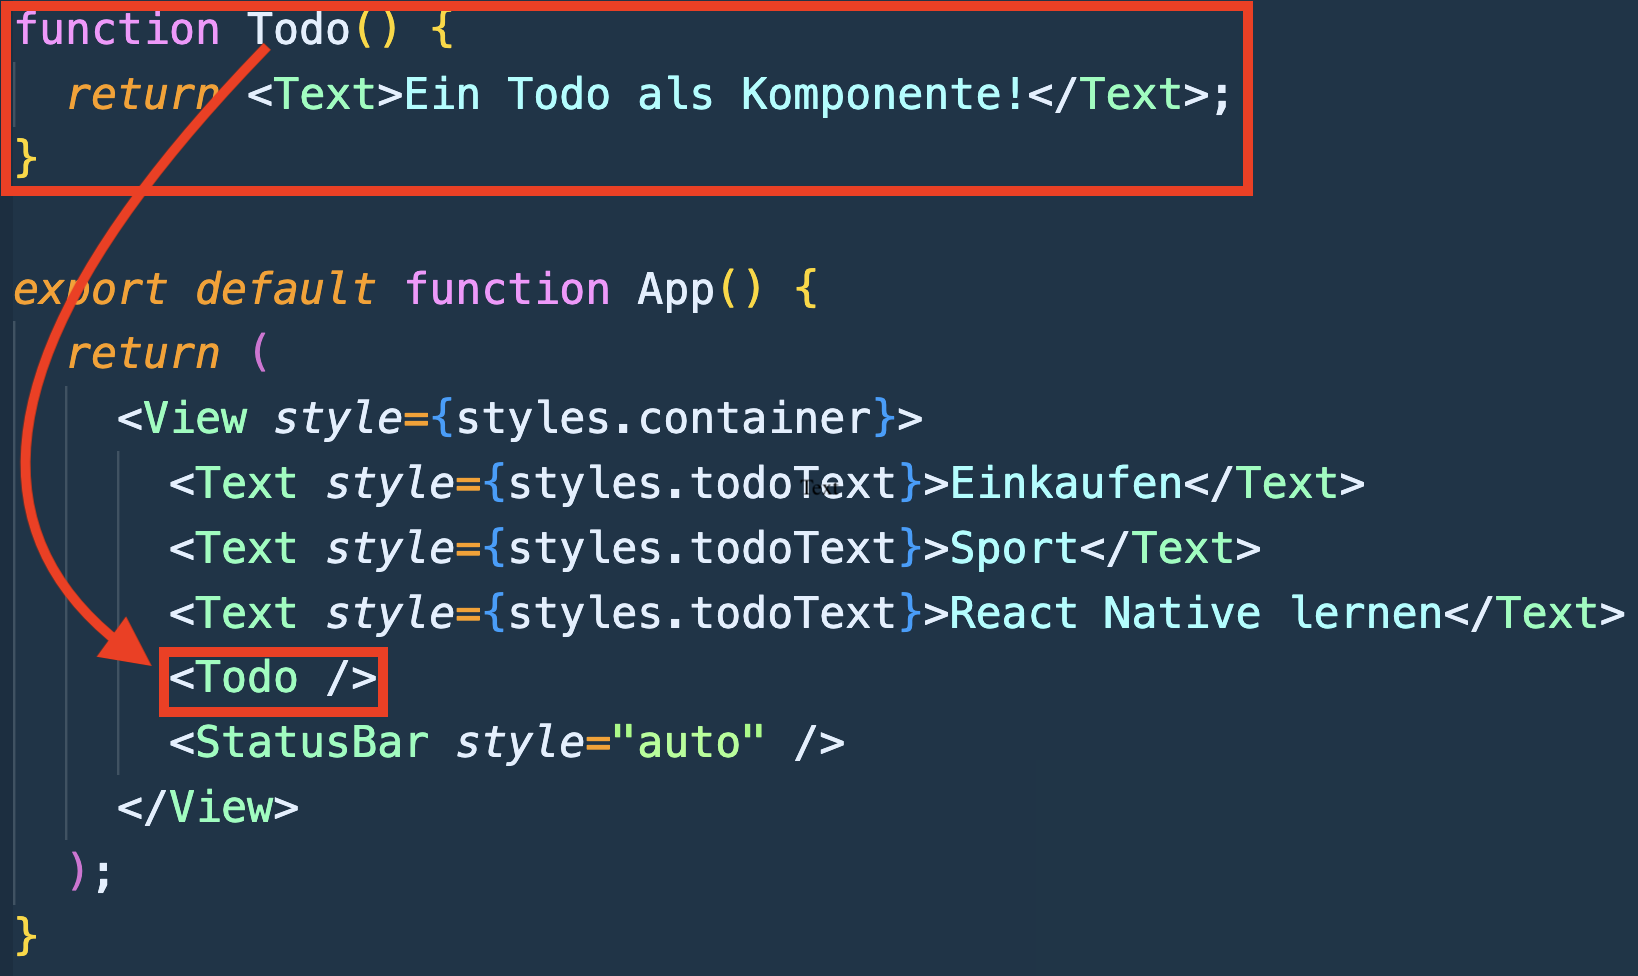 function Todo() {
return <Text>Ein Todo als Komponente!</Text>;
}
export default function App() {
return (
<View style={styles.container}>
<Text style={styles.todoText}>Einkaufen</Text>
<Text style={styles.todoText}>Sport</Text>
<Text style={styles.todoText}>React Native lernen</Text>
<Todo />
<StatusBar style="auto" />
</View>
);
}
Text